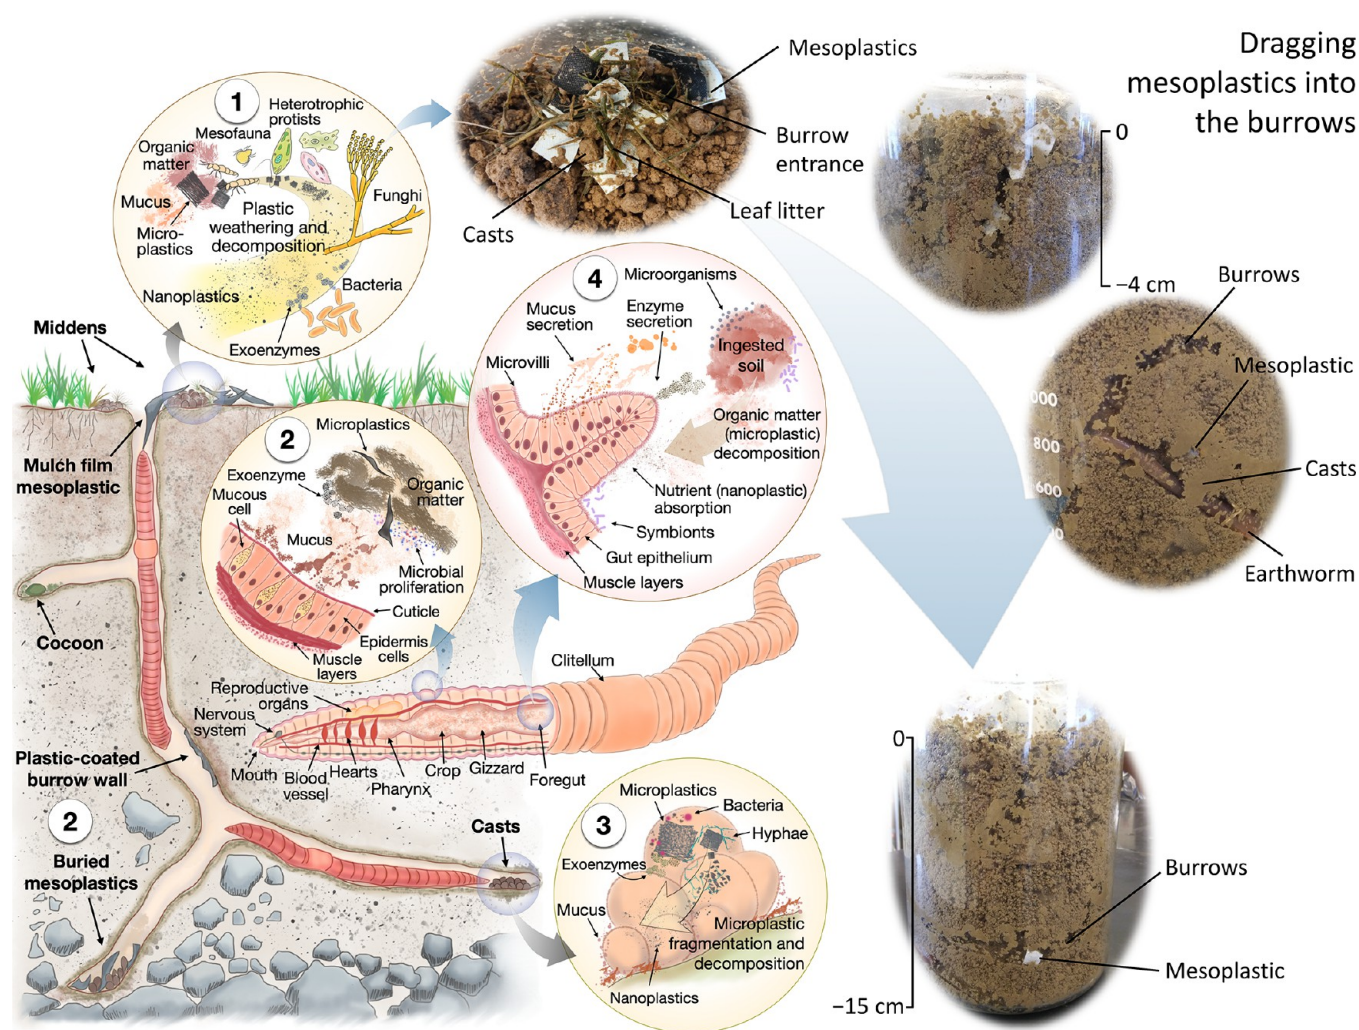 Dragging
mesoplastics into
the burrows
Mesoplastics
Burrow
entrance
Leaf litter
Casts
1
Heterotrophic
protists
Mesofauna
Organic
matter
Mucus
Micro-
plastics
Plastic
weathering and
decomposition
Funghi
Nanoplastics
Bacteria
Exoenzymes
4
Microorganisms
Mucus
secretion
Enzyme
secretion
Microvilli
Ingested
soil
Organic matter
(microplastic)
decomposition
Nutrient (nanoplastic)
absorption
Symbionts
Gut epithelium
Muscle layers
Middens
Mulch film
mesoplastic
Cocoon
Plastic-coated
burrow wall
2
Buried
mesoplastics
Casts
2
Microplastics
Exoenzyme
Organic
matter
Mucous
cell
Mucus
Microbial
proliferation
Cuticle
Epidermis
cells
Muscle
layers
Clitellum
Reproductive
organs
Nervous
system
Mouth
Blood
vessel
Hearts
Pharynx
Crop
Gizzard
Foregut
3
Microplastics
Bacteria
Hyphae
Exoenzymes
Mucus
Microplastic
fragmentation and
decomposition
Nanoplastics
0
−4 cm
Burrows
Mesoplastic
000
800
600
Casts
Earthworm
0
Burrows
Mesoplastic
−15 cm